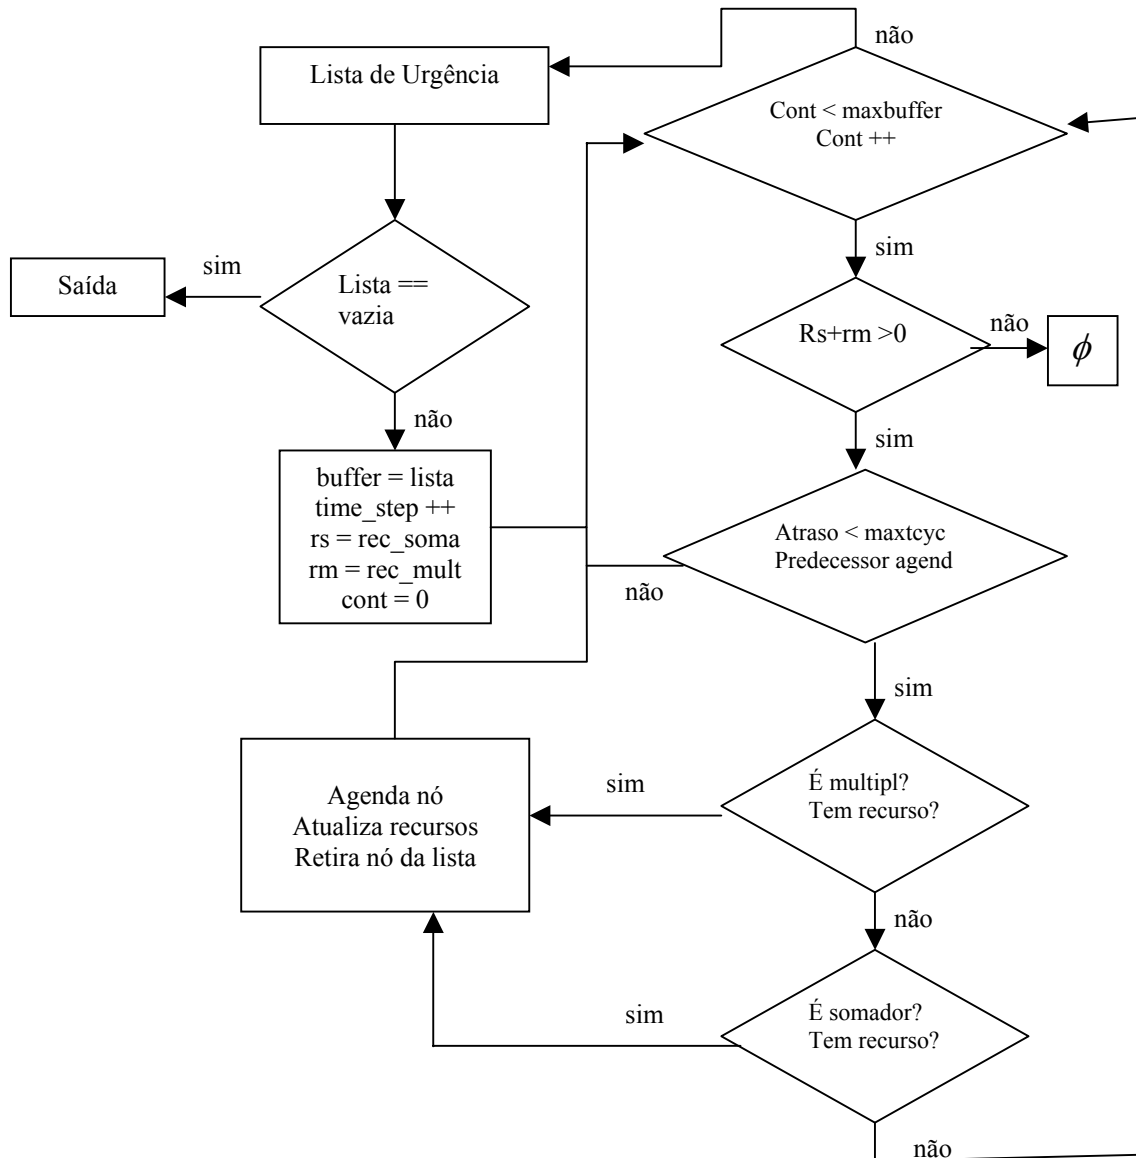 não
Lista de Urgência
Cont < maxbuffer
Cont ++
sim
sim
Saída
Lista ==
vazia
Rs+rm >0
não
ϕ
não
sim
buffer = lista
time_step ++
rs = rec_soma
rm = rec_mult
cont = 0
Atraso < maxtcyc
Predecessor agend
não
sim
É multipl?
Tem recurso?
sim
Agenda nó
Atualiza recursos
Retira nó da lista
não
É somador?
Tem recurso?
sim
não